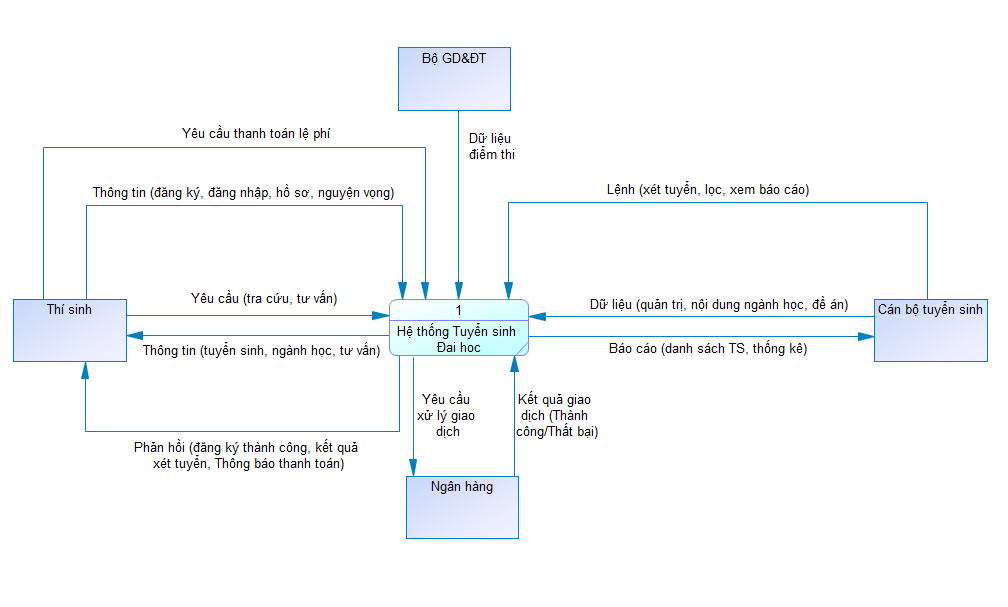 Bộ GD&ĐT
Yêu cầu thanh toán lệ phí
Dữ liệu
điểm thi
Thông tin (đăng ký, đăng nhập, hồ sơ, nguyện vọng)
Lệnh (xét tuyển, lọc, xem báo cáo)
Thí sinh
Yêu cầu (tra cứu, tư vấn)
1
Hệ thống Tuyển sinh
Đai hoc
Dữ liệu (quản trị, nội dung ngành học, đề án)
Cán bộ tuyển sinh
Thông tin (tuyển sinh, ngành học, tư vấn)
Báo cáo (danh sách TS, thống kê)
Yêu cầu
xử lý giao
dịch
Kết quả giao
dịch (Thành
công/Thất bại)
Phản hồi (đăng ký thành công, kết quả
xét tuyển, Thông báo thanh toán)
Ngân hàng